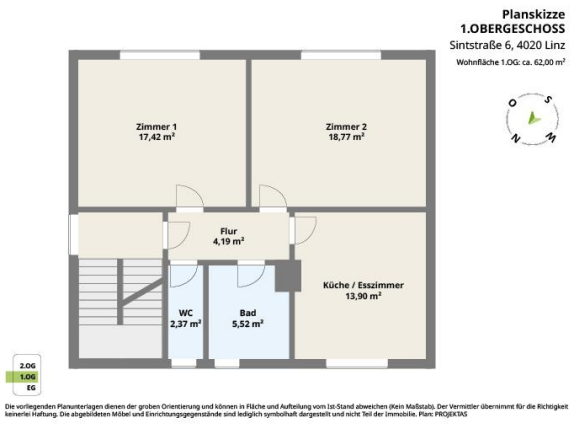 Planskizze
1.OBERGESCHOSS
Sintstraße 6, 4020 Linz
Wohnfläche 1.OG: ca. 62,00 m²
O
S
N
W
Zimmer 1
17,42 m²
Zimmer 2
18,77 m²
Flur
4,19 m²
Küche / Esszimmer
13,90 m²
WC
2,37 m²
Bad
5,52 m²
2.OG
1.OG
EG
Die vorliegenden Planunterlagen dienen der groben Orientierung und können in Fläche und Aufteilung vom Ist-Stand abweichen (Kein Maßstab). Der Vermittler übernimmt für die Richtigkeit
keinerlei Haftung. Die abgebildeten Möbel und Einrichtungsgegenstände sind lediglich symbolhaft dargestellt und nicht Teil der Immobilie. Plan: PROJEKTAS